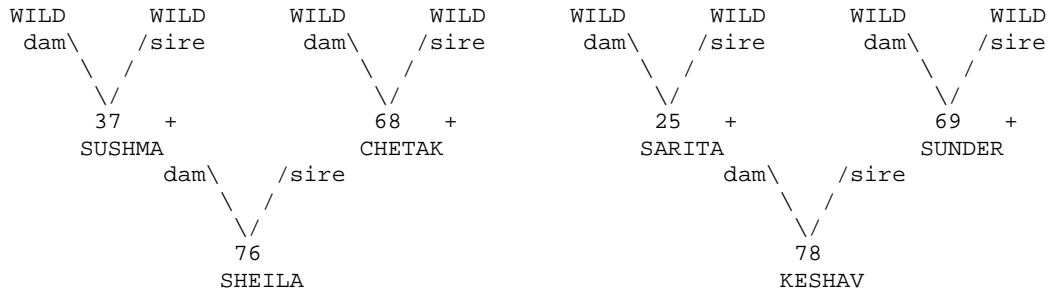 WILD WILD WILD WILD WILD WILD WILD WILD
dam\ /sire dam\ /sire dam\ /sire dam\ /sire
\ / \ / \ / \ /
\ / \ / \ / \ /
\/ \/ \/ \/
37 + 68 + 25 + 69 +
SUSHMA CHETAK SARITA SUNDER
dam\ /sire dam\ /sire
\ / \ /
\ / \ /
\/ \/
76 78
SHEILA KESHAV